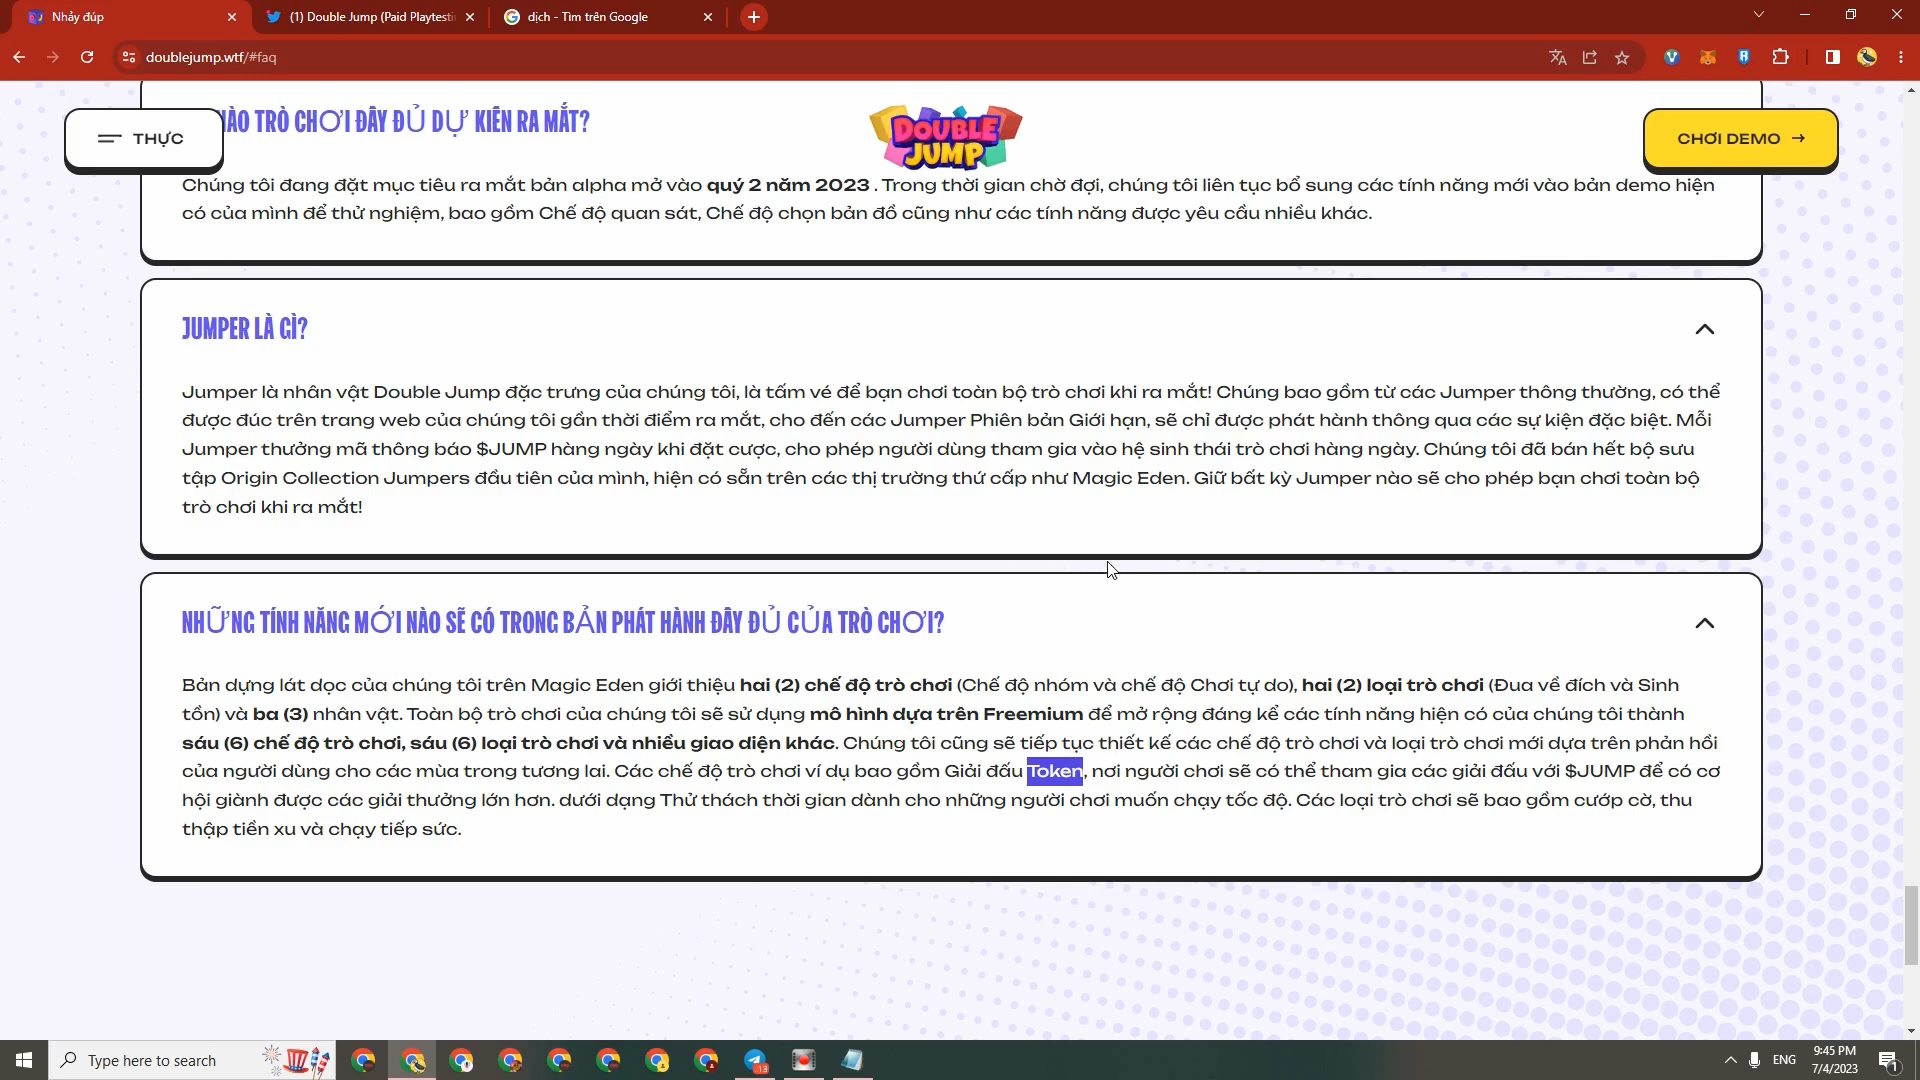 Nhảy đúp
(1) Double Jump (Paid Playtesti
dịch - Tìm trên Google
doublejump.wtf/#faq
THỰC
NÀO TRÒ CHƠI ĐẦY ĐỦ DỰ KIẾN RA MẮT?
DOUBLE
JUMP
CHƠI DEMO →
Chúng tôi đang đặt mục tiêu ra mắt bản alpha mở vào quý 2 năm 2023 . Trong thời gian chờ đợi, chúng tôi liên tục bổ sung các tính năng mới vào bản demo hiện
có của mình để thử nghiệm, bao gồm Chế độ quan sát, Chế độ chọn bản đồ cũng như các tính năng được yêu cầu nhiều khác.
JUMPER LÀ GÌ?
Jumper là nhân vật Double Jump đặc trưng của chúng tôi, là tấm vé để bạn chơi toàn bộ trò chơi khi ra mắt! Chúng bao gồm từ các Jumper thông thường, có thể
được đúc trên trang web của chúng tôi gần thời điểm ra mắt, cho đến các Jumper Phiên bản Giới hạn, sẽ chỉ được phát hành thông qua các sự kiện đặc biệt. Mỗi
Jumper thưởng mã thông báo $JUMP hàng ngày khi đặt cược, cho phép người dùng tham gia vào hệ sinh thái trò chơi hàng ngày. Chúng tôi đã bán hết bộ sưu
tập Origin Collection Jumpers đầu tiên của mình, hiện có sẵn trên các thị trường thứ cấp như Magic Eden. Giữ bất kỳ Jumper nào sẽ cho phép bạn chơi toàn bộ
trò chơi khi ra mắt!
NHỮNG TÍNH NĂNG MỚI NÀO SẼ CÓ TRONG BẢN PHÁT HÀNH ĐẦY ĐỦ CỦA TRÒ CHƠI?
Bản dựng lát dọc của chúng tôi trên Magic Eden giới thiệu hai (2) chế độ trò chơi (Chế độ nhóm và chế độ Chơi tự do), hai (2) loại trò chơi (Đua về đích và Sinh
tồn) và ba (3) nhân vật. Toàn bộ trò chơi của chúng tôi sẽ sử dụng mô hình dựa trên Freemium để mở rộng đáng kể các tính năng hiện có của chúng tôi thành
sáu (6) chế độ trò chơi, sáu (6) loại trò chơi và nhiều giao diện khác. Chúng tôi cũng sẽ tiếp tục thiết kế các chế độ trò chơi và loại trò chơi mới dựa trên phản hồi
của người dùng cho các mùa trong tương lai. Các chế độ trò chơi ví dụ bao gồm Giải đấu Token, nơi người chơi sẽ có thể tham gia các giải đấu với $JUMP để có cơ
hội giành được các giải thưởng lớn hơn. dưới dạng Thử thách thời gian dành cho những người chơi muốn chạy tốc độ. Các loại trò chơi sẽ bao gồm cướp cờ, thu
thập tiền xu và chạy tiếp sức.
Type here to search
13
ENG
9:45 PM
7/4/2023
1